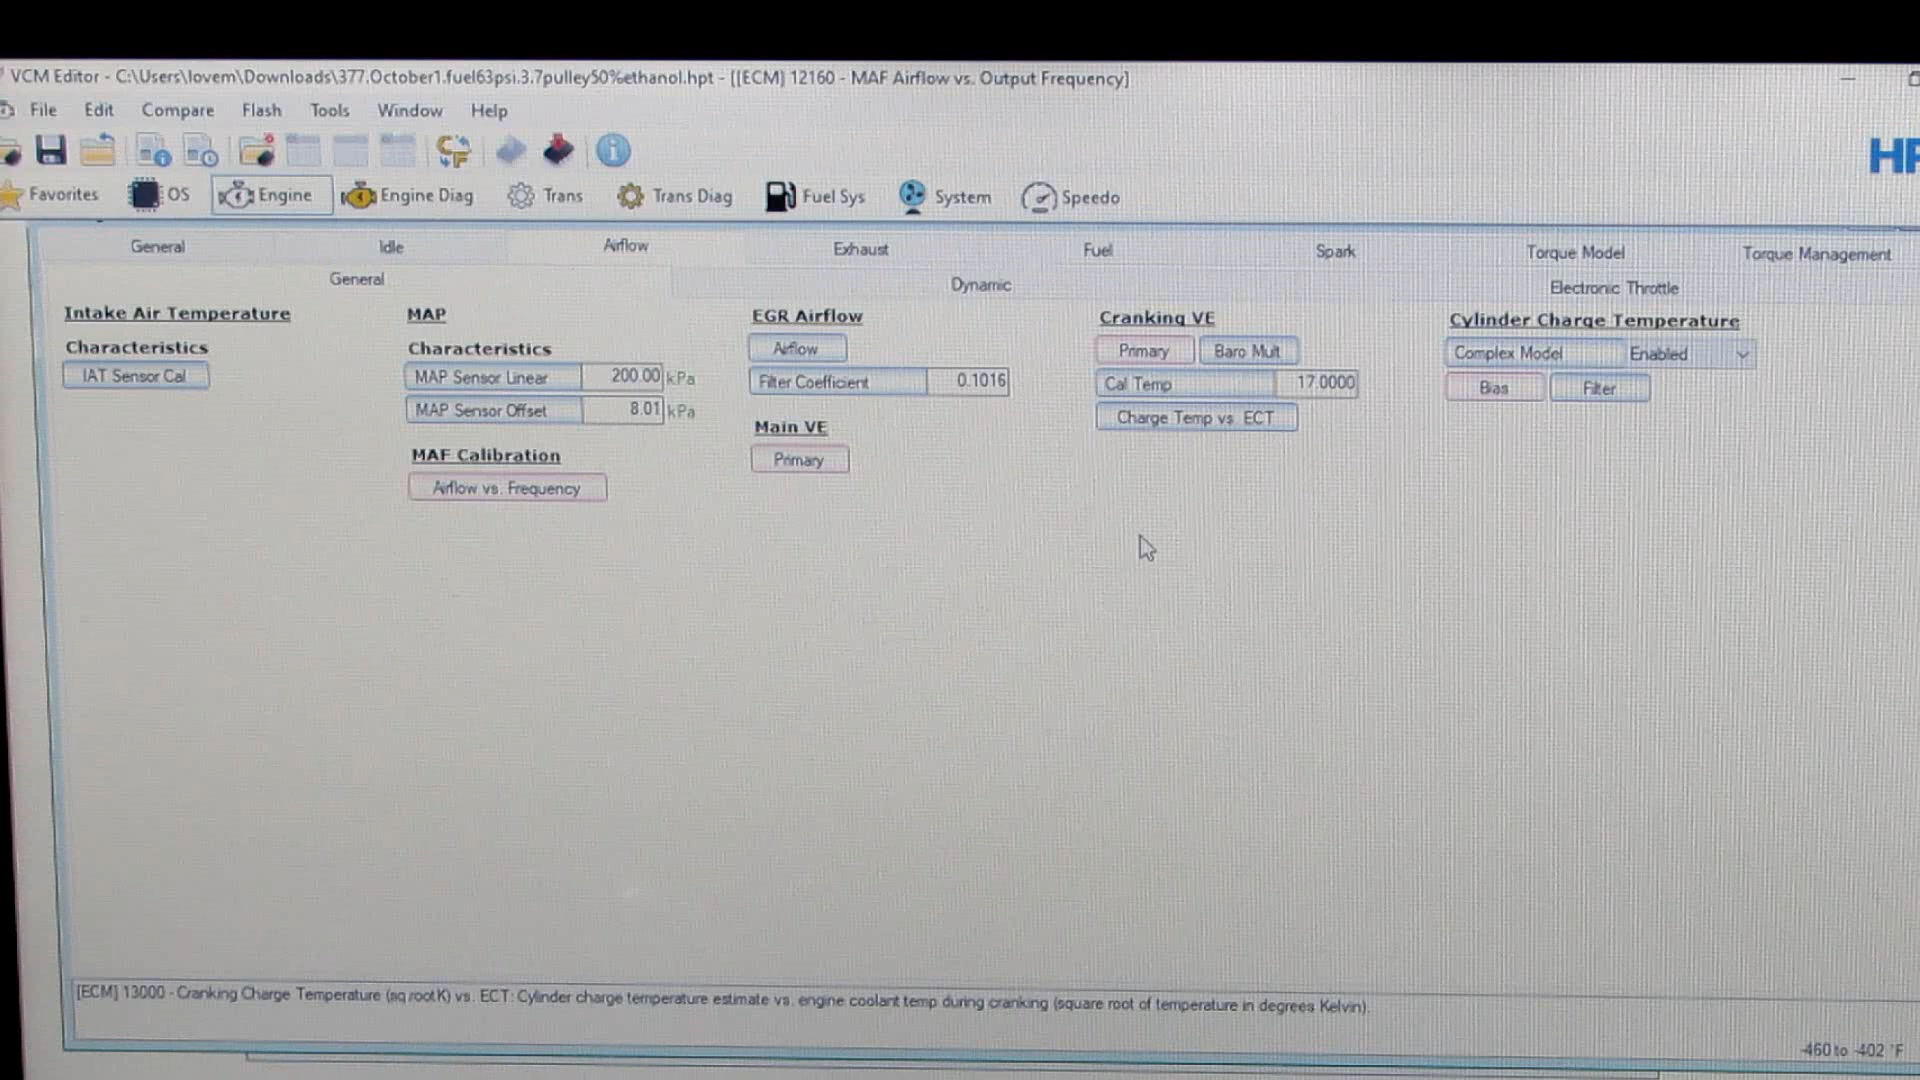 VCM Editor - C:\Users\lovem\Downloads\377.October1.fuel63psi.3.7pulley50%ethanol.hpt - [[ECM] 12160 - MAF Airflow vs. Output Frequency]
File Edit Compare Flash Tools Window Help
HP
Favorites OS Engine Engine Diag Trans Trans Diag Fuel Sys System Speedo
General Idle Airflow Exhaust Fuel Spark Torque Model Torque Management
General Dynamic Electronic Throttle
Intake Air Temperature
Characteristics
IAT Sensor Cal
MAP
Characteristics
MAP Sensor Linear 200.00 kPa
MAP Sensor Offset 8.01 kPa
MAF Calibration
Airflow vs. Frequency
EGR Airflow
Airflow
Filter Coefficient 0.1016
Main VE
Primary
Cranking VE
Primary Baro Mult
Cal Temp 17.0000
Charge Temp vs. ECT
Cylinder Charge Temperature
Complex Model Enabled
Bias Filter
[ECM] 13000 - Cranking Charge Temperature (sq rootK) vs. ECT: Cylinder charge temperature estimate vs. engine coolant temp during cranking (square root of temperature in degrees Kelvin).
-460 to -402 °F